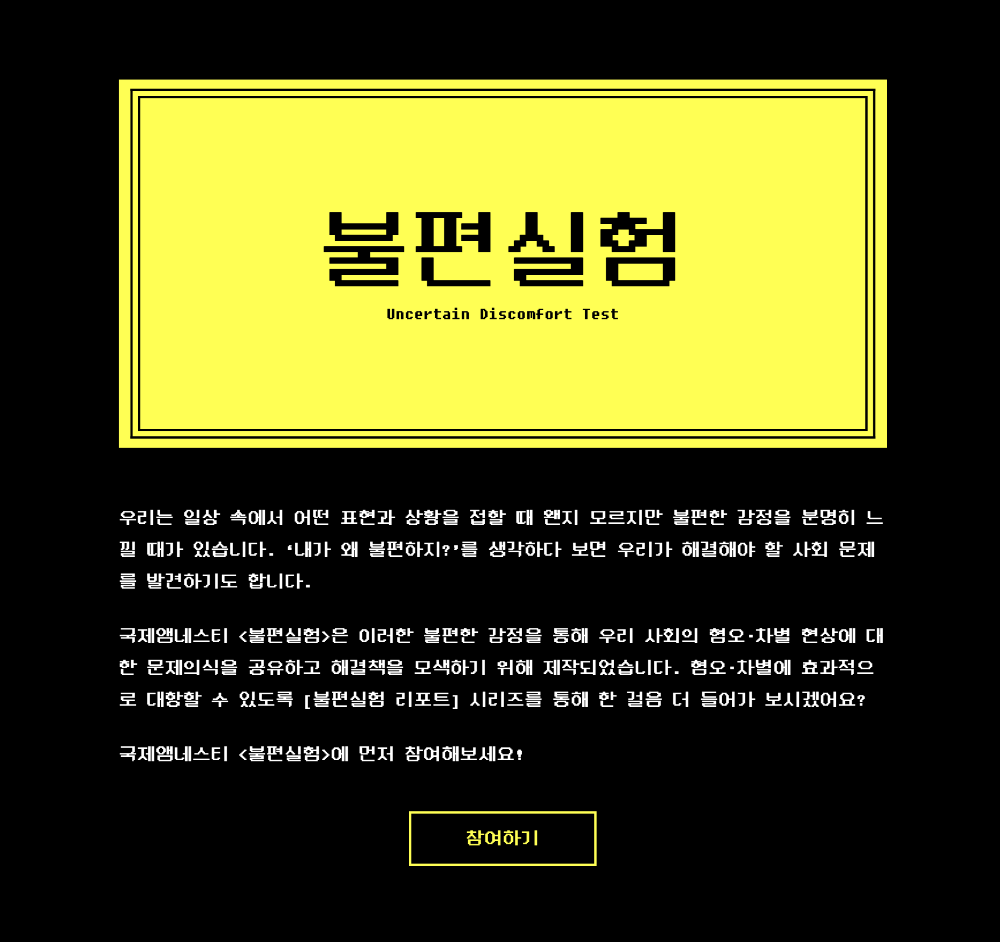 불편실험
Uncertain Discomfort Test
우리는 일상 속에서 어떤 표현과 상황을 접할 때 왠지 모르지만 불편한 감정을 분명히 느
낄 때가 있습니다. ‘내가 왜 불편하지?’를 생각하다 보면 우리가 해결해야 할 사회 문제
를 발견하기도 합니다.
국제앰네스티 <불편실험>은 이러한 불편한 감정을 통해 우리 사회의 혐오·차별 현상에 대
한 문제의식을 공유하고 해결책을 모색하기 위해 제작되었습니다. 혐오·차별에 효과적으
로 대항할 수 있도록 [불편실험 리포트] 시리즈를 통해 한 걸음 더 들어가 보시겠어요?
국제앰네스티 <불편실험>에 먼저 참여해보세요!
참여하기